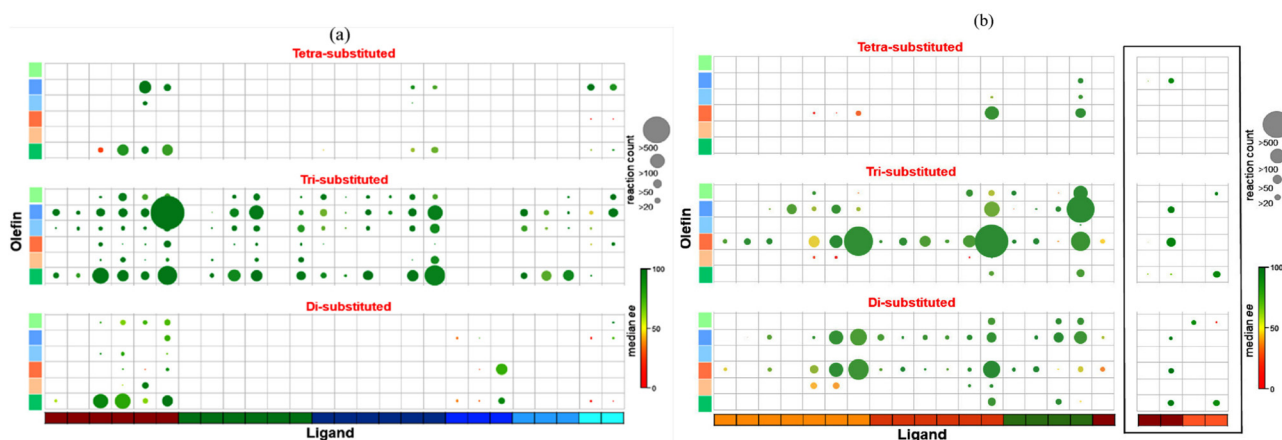 (a)
Tetra-substituted
Tri-substituted
Di-substituted
Olefin
Ligand
reaction count
>500
>100
>50
>20
100
50
0
median ee
(b)
Tetra-substituted
Tri-substituted
Di-substituted
Olefin
Ligand
reaction count
>500
>100
>50
>20
100
50
0
median ee